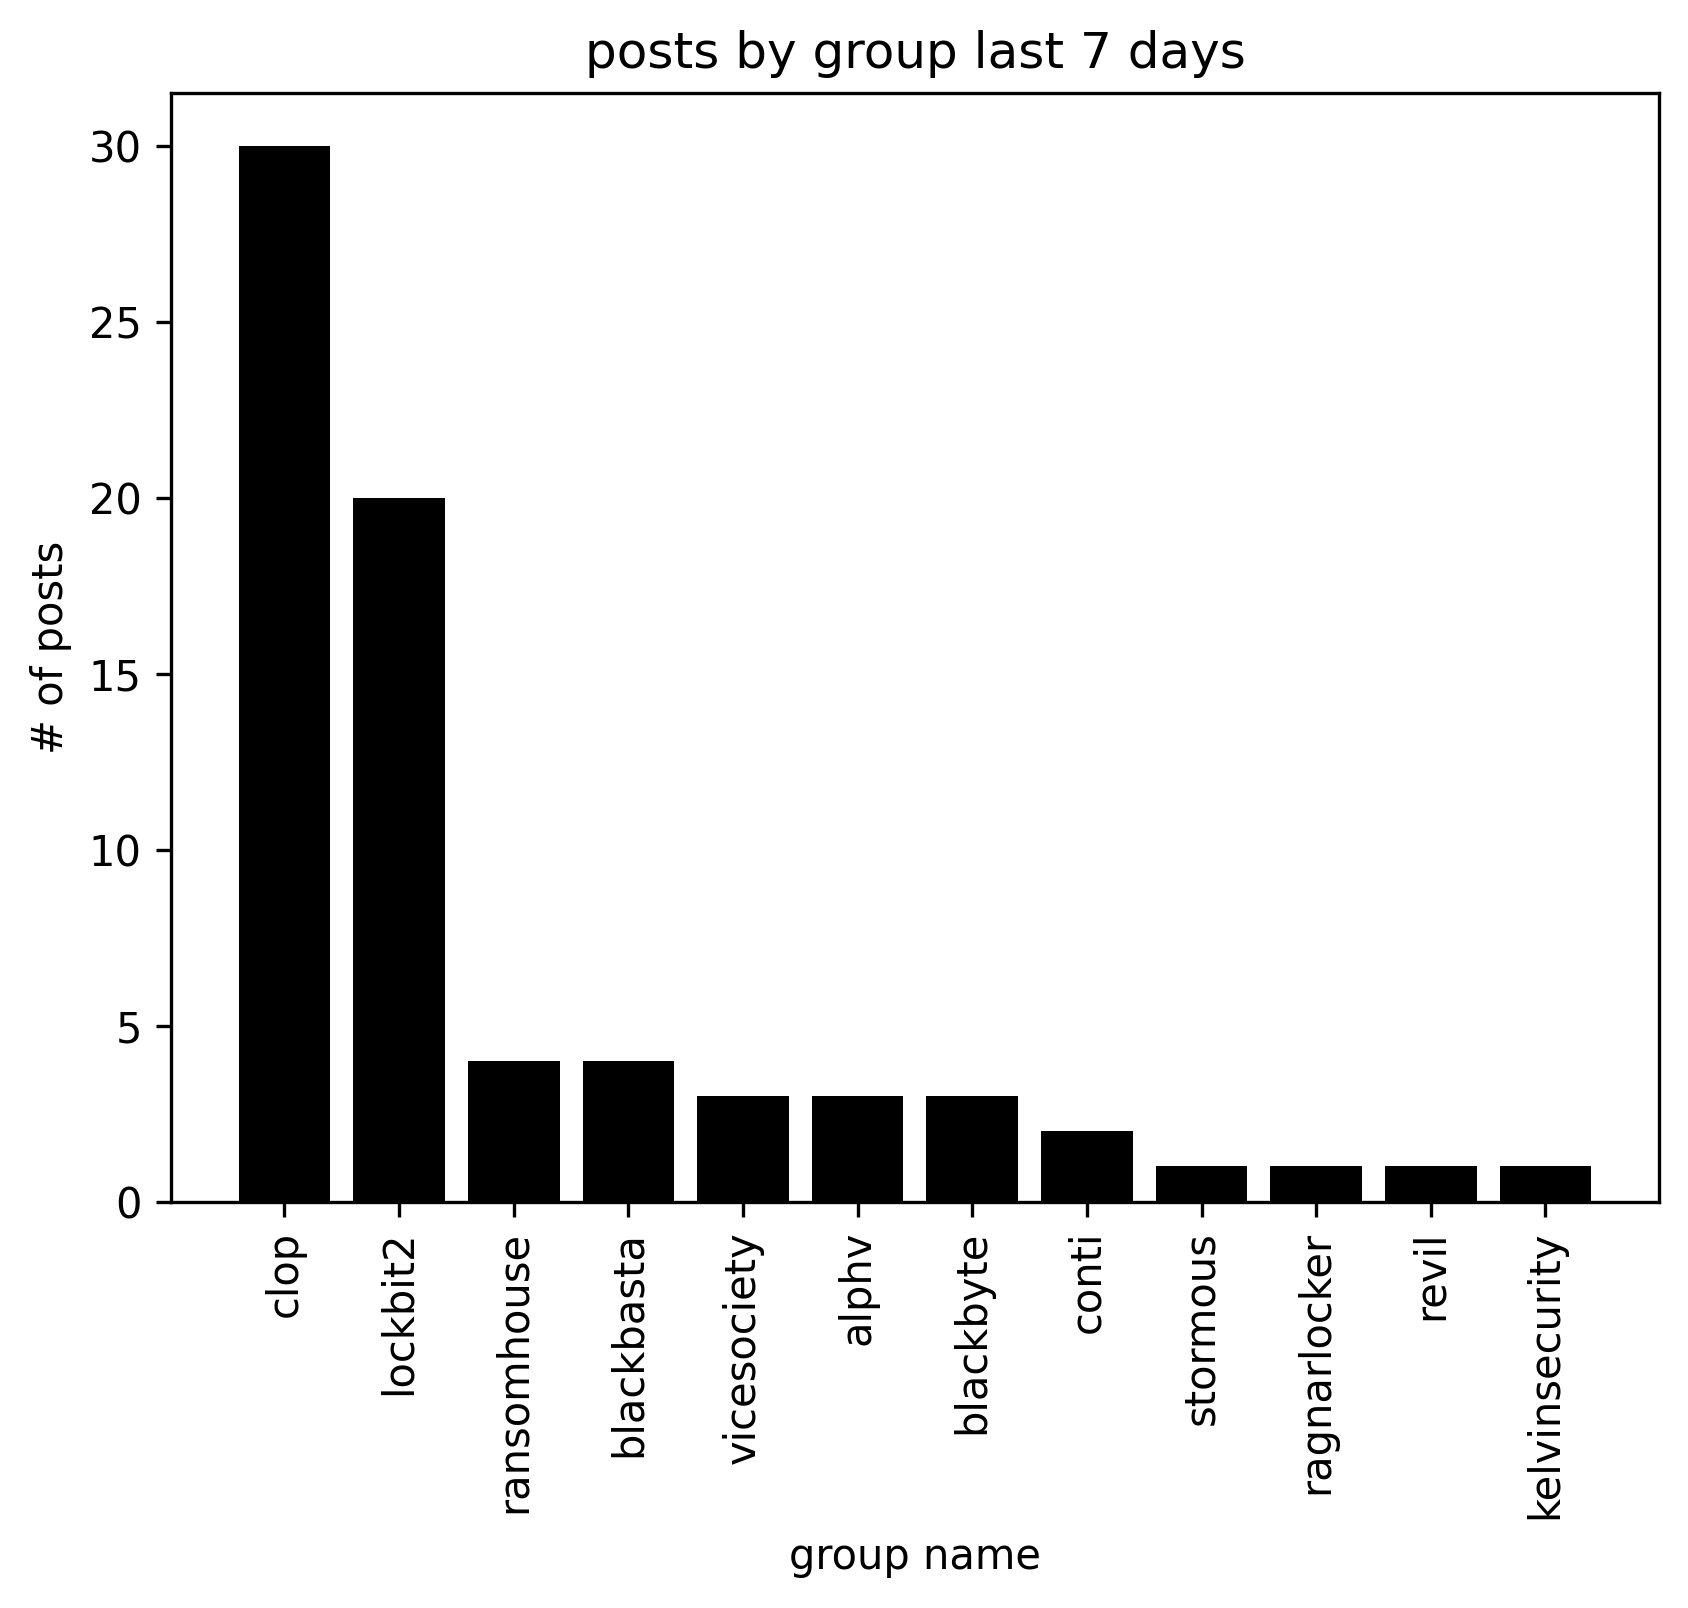 posts by group last 7 days
# of posts
30
25
20
15
10
5
0
clop
lockbit2
ransomhouse
blackbasta
vicesociety
alphv
blackbyte
conti
stormous
ragnarlocker
revil
kelvinsecurity
group name